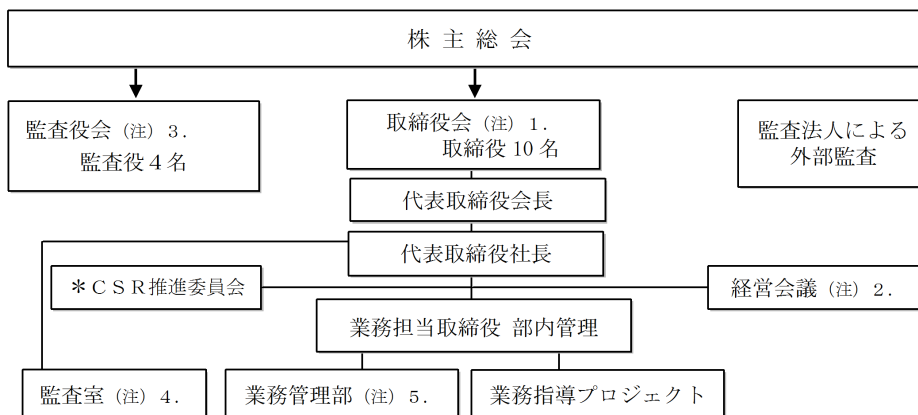 株 主 総 会
監査役会（注）３．
監査役４名
取締役会（注）１．
取締役 10 名
監査法人による
外部監査
代表取締役会長
代表取締役社長
＊ＣＳＲ推進委員会
経営会議（注）２．
業務担当取締役 部内管理
監査室（注）４．
業務管理部（注）５．
業務指導プロジェクト